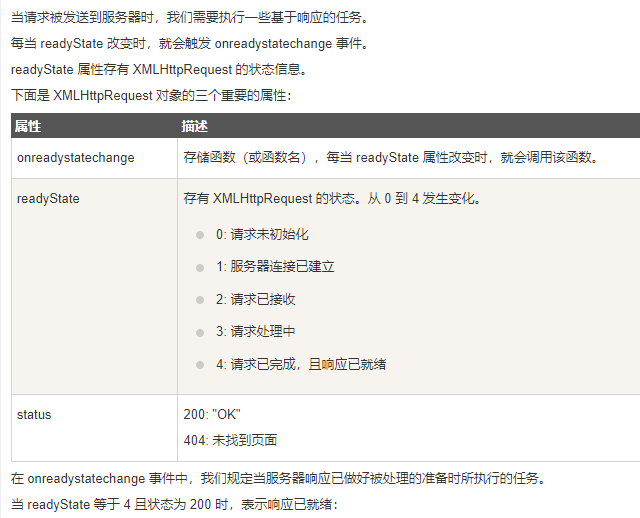 当请求被发送到服务器时，我们需要执行一些基于响应的任务。
每当 readyState 改变时，就会触发 onreadystatechange 事件。
readyState 属性存有 XMLHttpRequest 的状态信息。
下面是 XMLHttpRequest 对象的三个重要的属性：
属性 描述
onreadystatechange 存储函数（或函数名），每当 readyState 属性改变时，就会调用该函数。
readyState 存有 XMLHttpRequest 的状态。从 0 到 4 发生变化。
0: 请求未初始化
1: 服务器连接已建立
2: 请求已接收
3: 请求处理中
4: 请求已完成，且响应已就绪
status 200: "OK"
404: 未找到页面
在 onreadystatechange 事件中，我们规定当服务器响应已做好被处理的准备时所执行的任务。
当 readyState 等于 4 且状态为 200 时，表示响应已就绪：